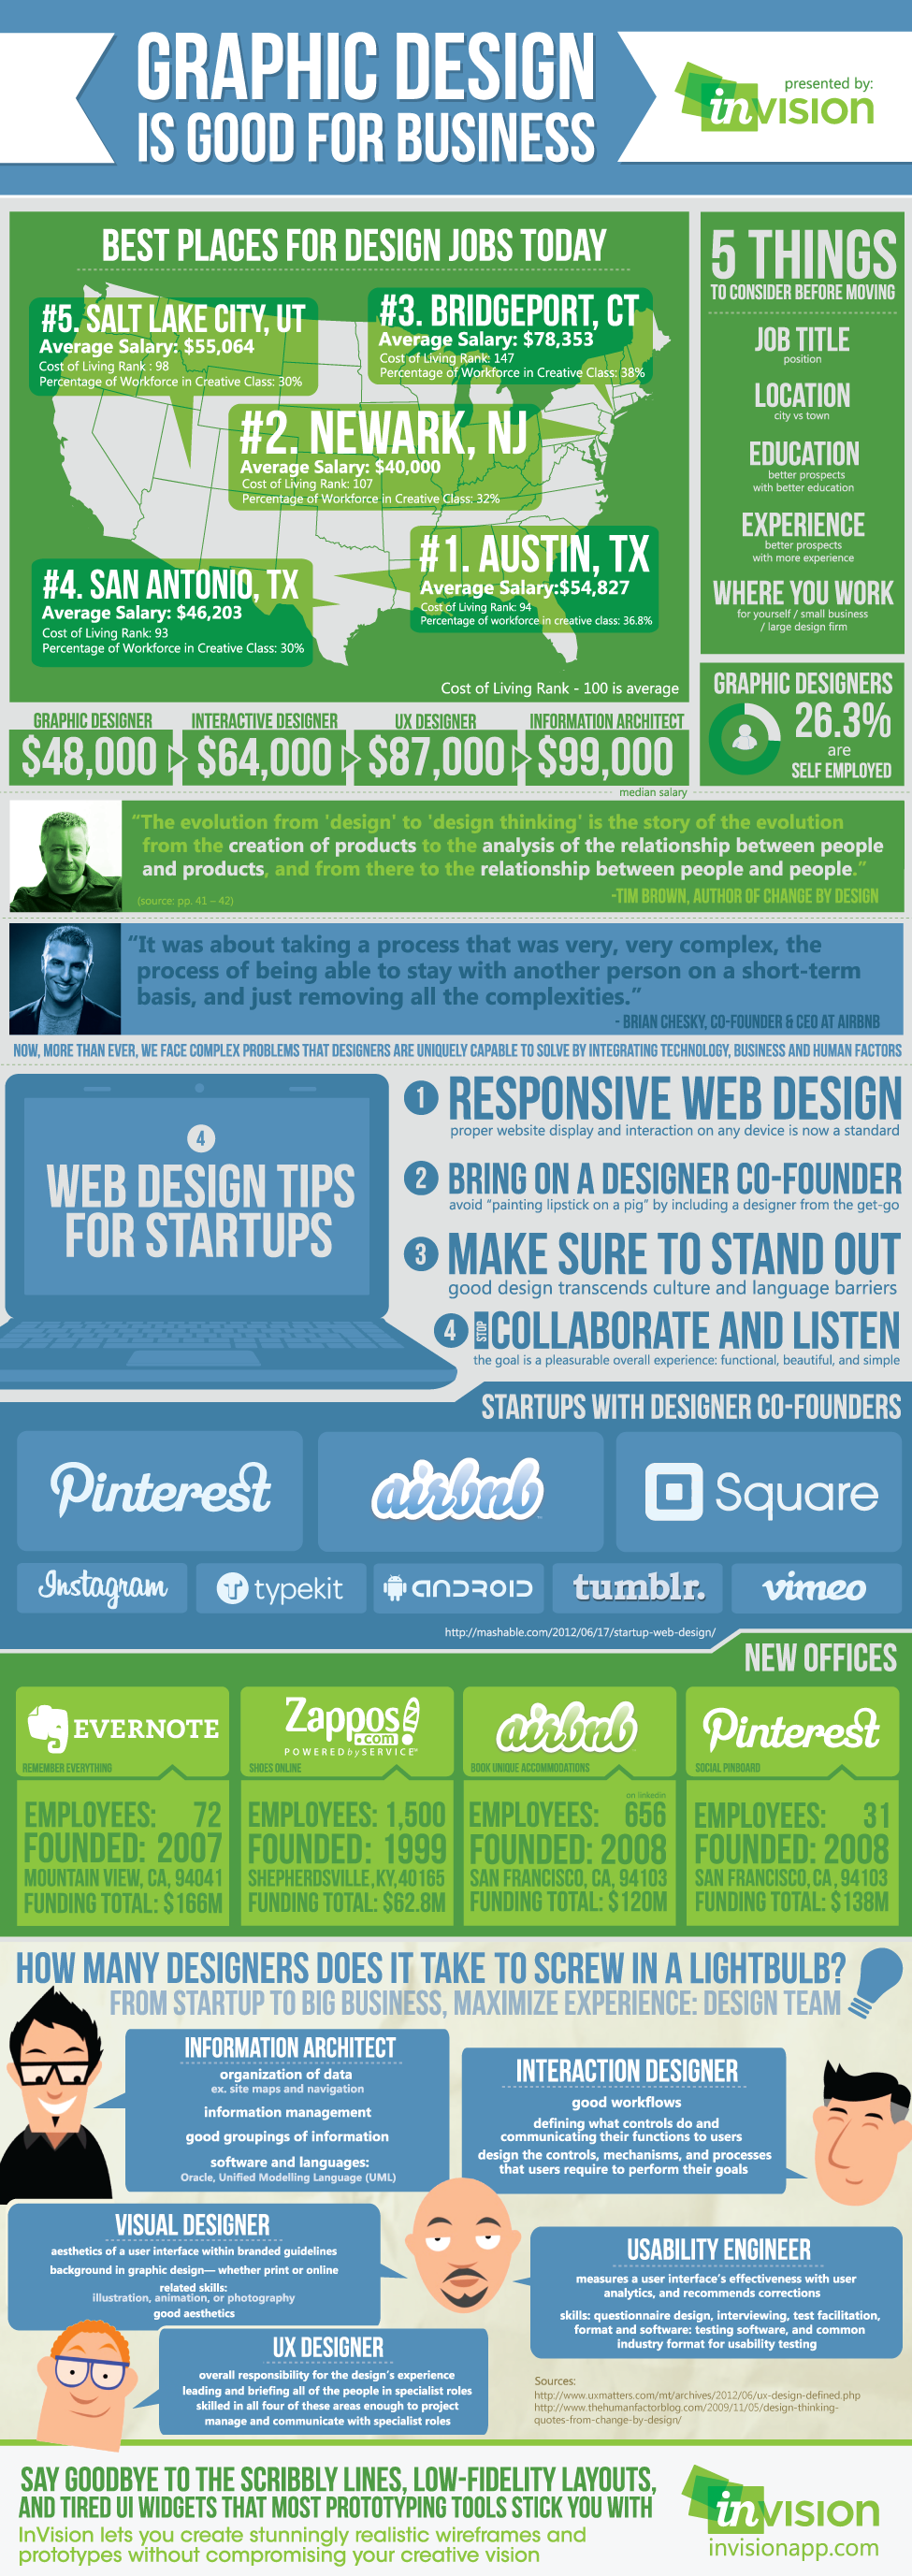 GRAPHIC DESIGN
IS GOOD FOR BUSINESS
presented by:
invision
BEST PLACES FOR DESIGN JOBS TODAY
#5. SALT LAKE CITY, UT
Average Salary: $55,064
Cost of Living Rank : 98
Percentage of Workforce in Creative Class: 30%
#3. BRIDGEPORT, CT
Average Salary: $78,353
Cost of Living Rank: 147
Percentage of Workforce in Creative Class: 38%
#2. NEWARK, NJ
Average Salary: $40,000
Cost of Living Rank: 107
Percentage of Workforce in Creative Class: 32%
#1. AUSTIN, TX
Average Salary:$54,827
Cost of Living Rank: 94
Percentage of workforce in creative class: 36.8%
#4. SAN ANTONIO, TX
Average Salary: $46,203
Cost of Living Rank: 93
Percentage of Workforce in Creative Class: 30%
Cost of Living Rank - 100 is average
5 THINGS
TO CONSIDER BEFORE MOVING
JOB TITLE
position
LOCATION
city vs town
EDUCATION
better prospects
with better education
EXPERIENCE
better prospects
with more experience
WHERE YOU WORK
for yourself / small business
/ large design firm
GRAPHIC DESIGNER
$48,000
INTERACTIVE DESIGNER
$64,000
UX DESIGNER
$87,000
INFORMATION ARCHITECT
$99,000
median salary
GRAPHIC DESIGNERS
26.3%
are
SELF EMPLOYED
"The evolution from 'design' to 'design thinking' is the story of the evolution
from the creation of products to the analysis of the relationship between people
and products, and from there to the relationship between people and people."
(source: pp. 41 – 42)
-TIM BROWN, AUTHOR OF CHANGE BY DESIGN
"It was about taking a process that was very, very complex, the
process of being able to stay with another person on a short-term
basis, and just removing all the complexities."
- BRIAN CHESKY, CO-FOUNDER & CEO AT AIRBNB
NOW, MORE THAN EVER, WE FACE COMPLEX PROBLEMS THAT DESIGNERS ARE UNIQUELY CAPABLE TO SOLVE BY INTEGRATING TECHNOLOGY, BUSINESS AND HUMAN FACTORS
4
WEB DESIGN TIPS
FOR STARTUPS
1 RESPONSIVE WEB DESIGN
proper website display and interaction on any device is now a standard
2 BRING ON A DESIGNER CO-FOUNDER
avoid "painting lipstick on a pig" by including a designer from the get-go
3 MAKE SURE TO STAND OUT
good design transcends culture and language barriers
4 STOP COLLABORATE AND LISTEN
the goal is a pleasurable overall experience: functional, beautiful, and simple
STARTUPS WITH DESIGNER CO-FOUNDERS
Pinterest
airbnb
Square
Instagram
typekit
ANDROID
tumblr.
vimeo
http://mashable.com/2012/06/17/startup-web-design/
NEW OFFICES
EVERNOTE
REMEMBER EVERYTHING
EMPLOYEES: 72
FOUNDED: 2007
MOUNTAIN VIEW, CA, 94041
FUNDING TOTAL: $166M
Zappos!
.com
POWERED by SERVICE
SHOES ONLINE
EMPLOYEES: 1,500
FOUNDED: 1999
SHEPHERDSVILLE,KY,40165
FUNDING TOTAL: $62.8M
airbnb
BOOK UNIQUE ACCOMMODATIONS
on linkedin
EMPLOYEES: 656
FOUNDED: 2008
SAN FRANCISCO, CA, 94103
FUNDING TOTAL: $120M
Pinterest
SOCIAL PINBOARD
EMPLOYEES: 31
FOUNDED: 2008
SAN FRANCISCO, CA, 94103
FUNDING TOTAL: $138M
HOW MANY DESIGNERS DOES IT TAKE TO SCREW IN A LIGHTBULB?
FROM STARTUP TO BIG BUSINESS, MAXIMIZE EXPERIENCE: DESIGN TEAM
INFORMATION ARCHITECT
organization of data
ex. site maps and navigation
information management
good groupings of information
software and languages:
Oracle, Unified Modelling Language (UML)
INTERACTION DESIGNER
good workflows
defining what controls do and
communicating their functions to users
design the controls, mechanisms, and processes
that users require to perform their goals
VISUAL DESIGNER
aesthetics of a user interface within branded guidelines
background in graphic design— whether print or online
related skills:
illustration, animation, or photography
good aesthetics
USABILITY ENGINEER
measures a user interface's effectiveness with user
analytics, and recommends corrections
skills: questionnaire design, interviewing, test facilitation,
format and software: testing software, and common
industry format for usability testing
UX DESIGNER
overall responsibility for the design's experience
leading and briefing all of the people in specialist roles
skilled in all four of these areas enough to project
manage and communicate with specialist roles
Sources:
http://www.uxmatters.com/mt/archives/2012/06/ux-design-defined.php
http://www.thehumanfactorblog.com/2009/11/05/design-thinking-
quotes-from-change-by-design/
SAY GOODBYE TO THE SCRIBBLY LINES, LOW-FIDELITY LAYOUTS,
AND TIRED UI WIDGETS THAT MOST PROTOTYPING TOOLS STICK YOU WITH
InVision lets you create stunningly realistic wireframes and
prototypes without compromising your creative vision
invision
invisionapp.com